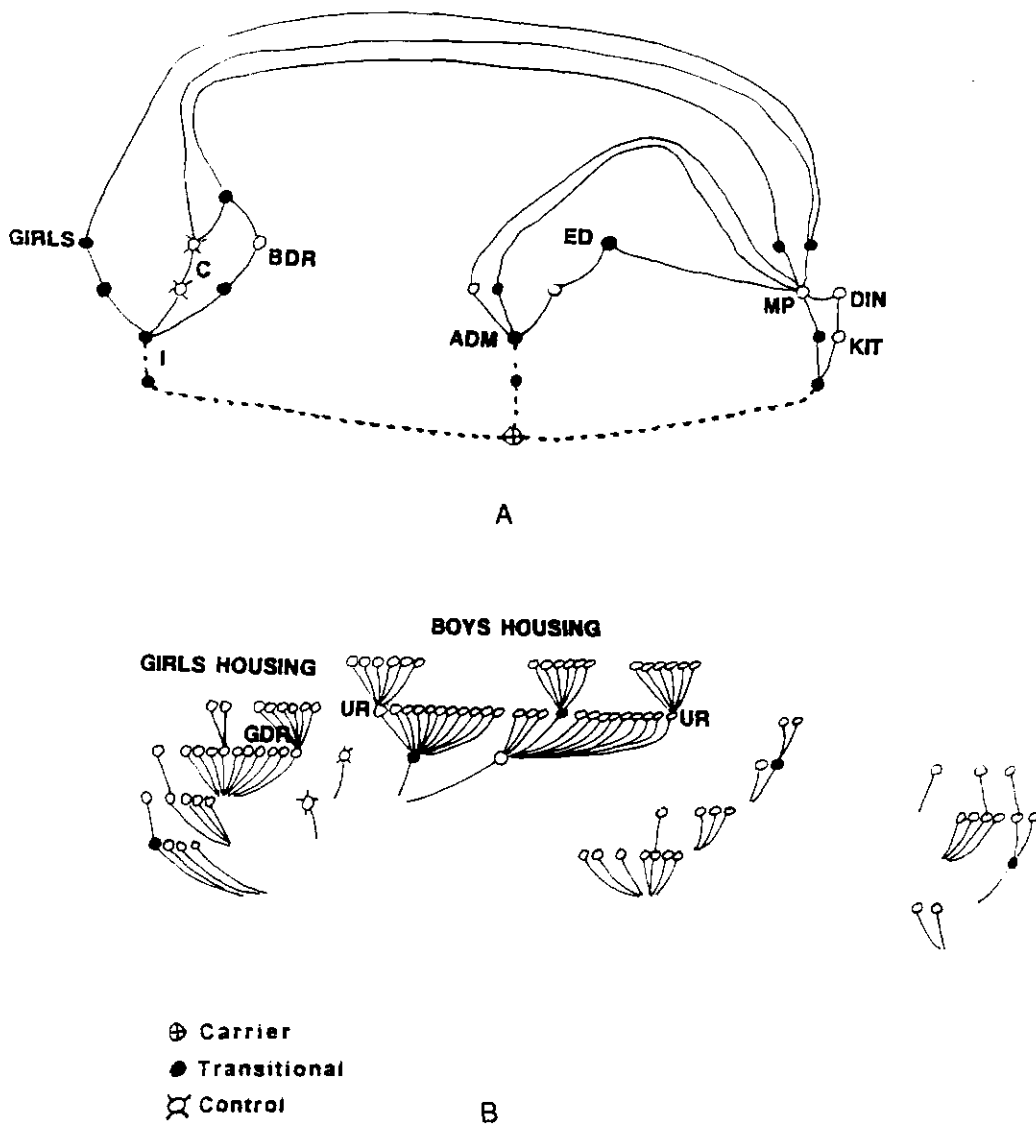 GIRLS
C
BDR
I
ED
ADM
MP
DIN
KIT
A
BOYS HOUSING
GIRLS HOUSING
UR
GDR
UR
Carrier
Transitional
Control
B